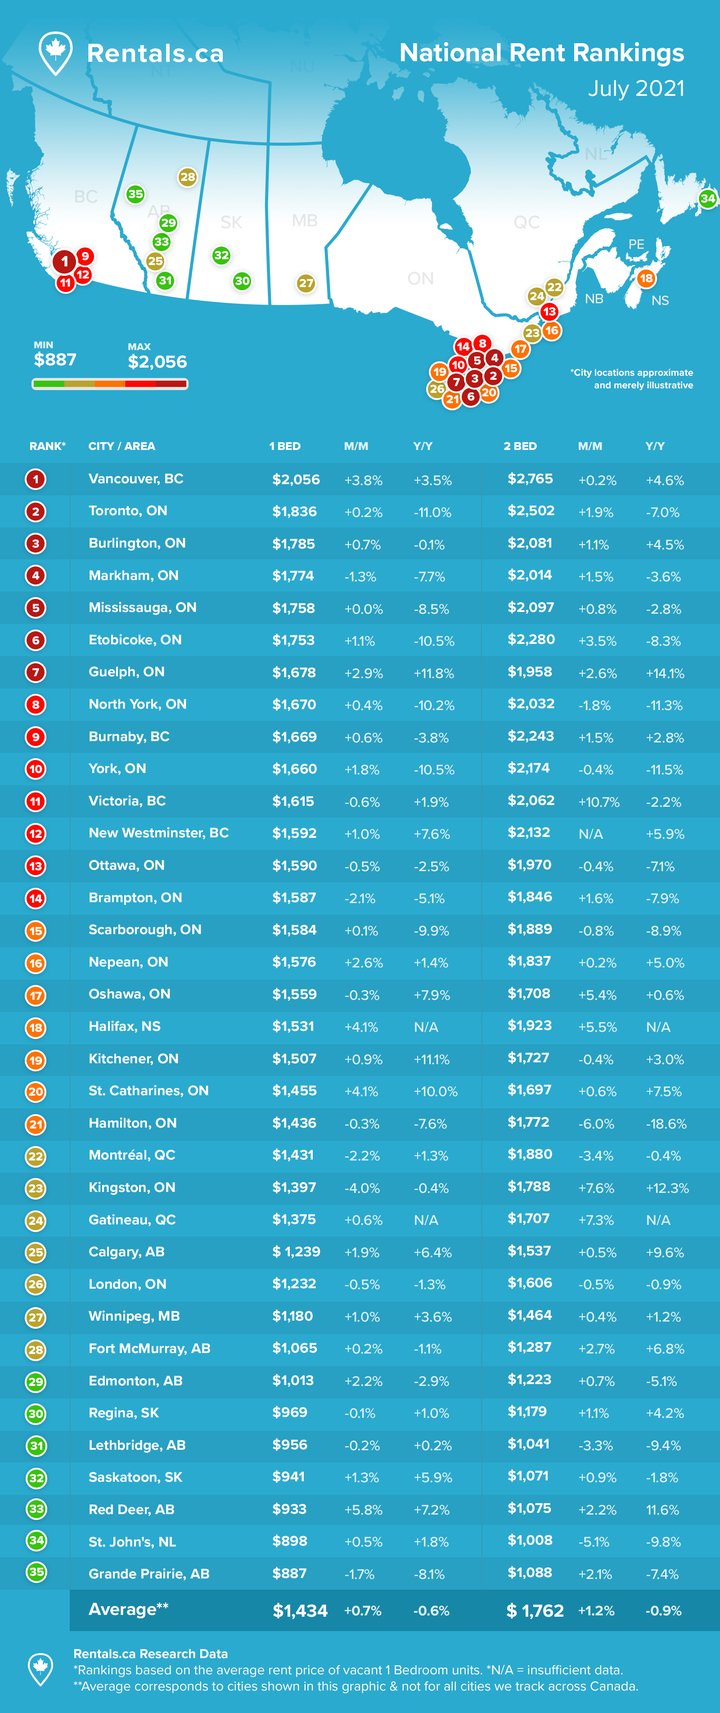 Rentals.ca
National Rent Rankings
July 2021
NT
NU
NL
BC
AB
SK
MB
ON
QC
PE
NB
NS
28
35
29
33
25
31
32
30
27
34
1
9
12
11
18
22
24
13
16
23
17
8
14
4
5
10
15
19
3
2
7
26
20
6
21
MIN
$887
MAX
$2,056
*City locations approximate
and merely illustrative
RANK* CITY / AREA 1 BED M/M Y/Y 2 BED M/M Y/Y
1 Vancouver, BC $2,056 +3.8% +3.5% $2,765 +0.2% +4.6%
2 Toronto, ON $1,836 +0.2% -11.0% $2,502 +1.9% -7.0%
3 Burlington, ON $1,785 +0.7% -0.1% $2,081 +1.1% +4.5%
4 Markham, ON $1,774 -1.3% -7.7% $2,014 +1.5% -3.6%
5 Mississauga, ON $1,758 +0.0% -8.5% $2,097 +0.8% -2.8%
6 Etobicoke, ON $1,753 +1.1% -10.5% $2,280 +3.5% -8.3%
7 Guelph, ON $1,678 +2.9% +11.8% $1,958 +2.6% +14.1%
8 North York, ON $1,670 +0.4% -10.2% $2,032 -1.8% -11.3%
9 Burnaby, BC $1,669 +0.6% -3.8% $2,243 +1.5% +2.8%
10 York, ON $1,660 +1.8% -10.5% $2,174 -0.4% -11.5%
11 Victoria, BC $1,615 -0.6% +1.9% $2,062 +10.7% -2.2%
12 New Westminster, BC $1,592 +1.0% +7.6% $2,132 N/A +5.9%
13 Ottawa, ON $1,590 -0.5% -2.5% $1,970 -0.4% -7.1%
14 Brampton, ON $1,587 -2.1% -5.1% $1,846 +1.6% -7.9%
15 Scarborough, ON $1,584 +0.1% -9.9% $1,889 -0.8% -8.9%
16 Nepean, ON $1,576 +2.6% +1.4% $1,837 +0.2% +5.0%
17 Oshawa, ON $1,559 -0.3% +7.9% $1,708 +5.4% +0.6%
18 Halifax, NS $1,531 +4.1% N/A $1,923 +5.5% N/A
19 Kitchener, ON $1,507 +0.9% +11.1% $1,727 -0.4% +3.0%
20 St. Catharines, ON $1,455 +4.1% +10.0% $1,697 +0.6% +7.5%
21 Hamilton, ON $1,436 -0.3% -7.6% $1,772 -6.0% -18.6%
22 Montréal, QC $1,431 -2.2% +1.3% $1,880 -3.4% -0.4%
23 Kingston, ON $1,397 -4.0% -0.4% $1,788 +7.6% +12.3%
24 Gatineau, QC $1,375 +0.6% N/A $1,707 +7.3% N/A
25 Calgary, AB $ 1,239 +1.9% +6.4% $1,537 +0.5% +9.6%
26 London, ON $1,232 -0.5% -1.3% $1,606 -0.5% -0.9%
27 Winnipeg, MB $1,180 +1.0% +3.6% $1,464 +0.4% +1.2%
28 Fort McMurray, AB $1,065 +0.2% -1.1% $1,287 +2.7% +6.8%
29 Edmonton, AB $1,013 +2.2% -2.9% $1,223 +0.7% -5.1%
30 Regina, SK $969 -0.1% +1.0% $1,179 +1.1% +4.2%
31 Lethbridge, AB $956 -0.2% +0.2% $1,041 -3.3% -9.4%
32 Saskatoon, SK $941 +1.3% +5.9% $1,071 +0.9% -1.8%
33 Red Deer, AB $933 +5.8% +7.2% $1,075 +2.2% 11.6%
34 St. John's, NL $898 +0.5% +1.8% $1,008 -5.1% -9.8%
35 Grande Prairie, AB $887 -1.7% -8.1% $1,088 +2.1% -7.4%
Average** $1,434 +0.7% -0.6% $ 1,762 +1.2% -0.9%
Rentals.ca Research Data
*Rankings based on the average rent price of vacant 1 Bedroom units. *N/A = insufficient data.
**Average corresponds to cities shown in this graphic & not for all cities we track across Canada.